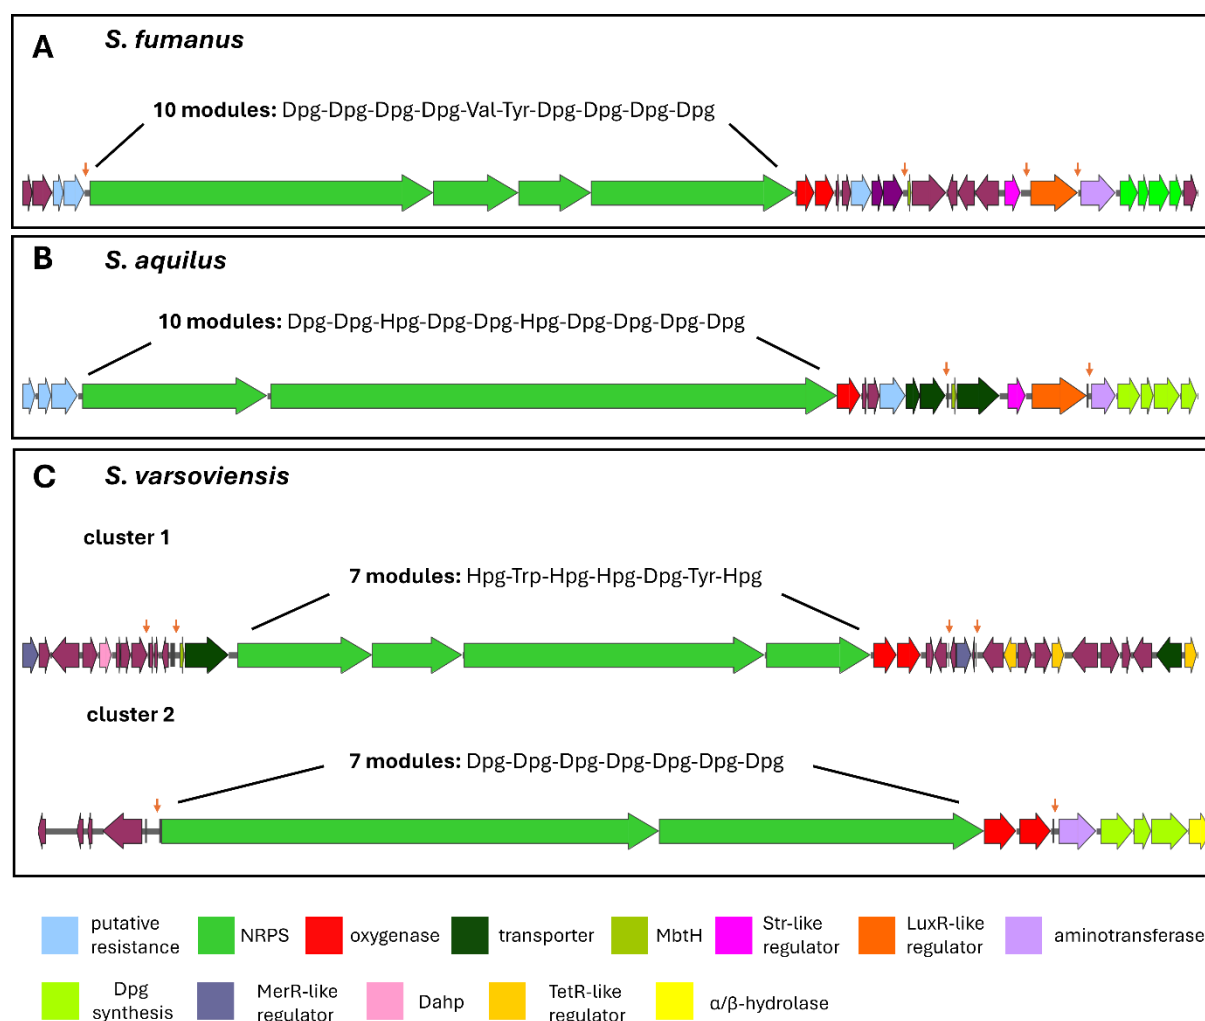 A
S. fumanus
10 modules: Dpg-Dpg-Dpg-Dpg-Val-Tyr-Dpg-Dpg-Dpg-Dpg
B
S. aquilus
10 modules: Dpg-Dpg-Hpg-Dpg-Dpg-Hpg-Dpg-Dpg-Dpg-Dpg
C
S. varsoviensis
cluster 1
7 modules: Hpg-Trp-Hpg-Hpg-Dpg-Tyr-Hpg
cluster 2
7 modules: Dpg-Dpg-Dpg-Dpg-Dpg-Dpg-Dpg
putative
resistance
NRPS
oxygenase
transporter
MbtH
Str-like
regulator
LuxR-like
regulator
aminotransferase
Dpg
synthesis
MerR-like
regulator
Dahp
TetR-like
regulator
α/β-hydrolase